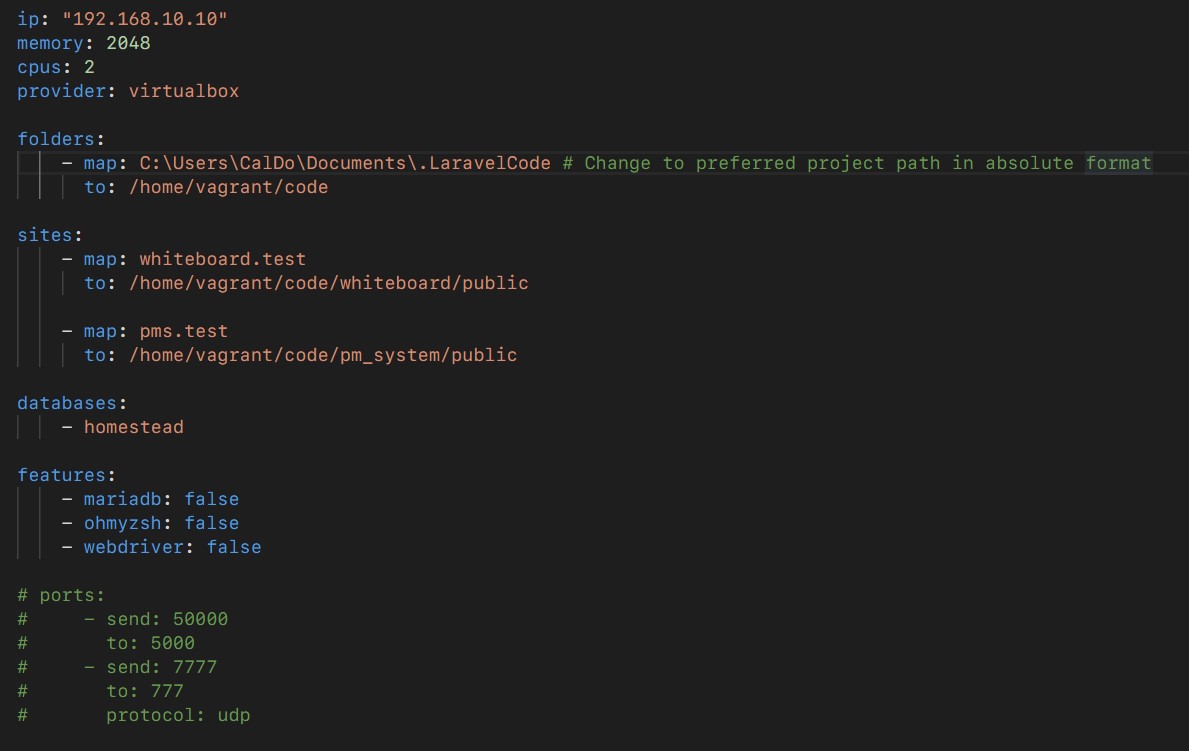 ip: "192.168.10.10"
memory: 2048
cpus: 2
provider: virtualbox

folders:
    - map: C:\Users\CalDo\Documents\.LaravelCode # Change to preferred project path in absolute format
      to: /home/vagrant/code

sites:
    - map: whiteboard.test
      to: /home/vagrant/code/whiteboard/public

    - map: pms.test
      to: /home/vagrant/code/pm_system/public

databases:
    - homestead

features:
    - mariadb: false
    - ohmyzsh: false
    - webdriver: false

# ports:
#     - send: 50000
#       to: 5000
#     - send: 7777
#       to: 777
#       protocol: udp